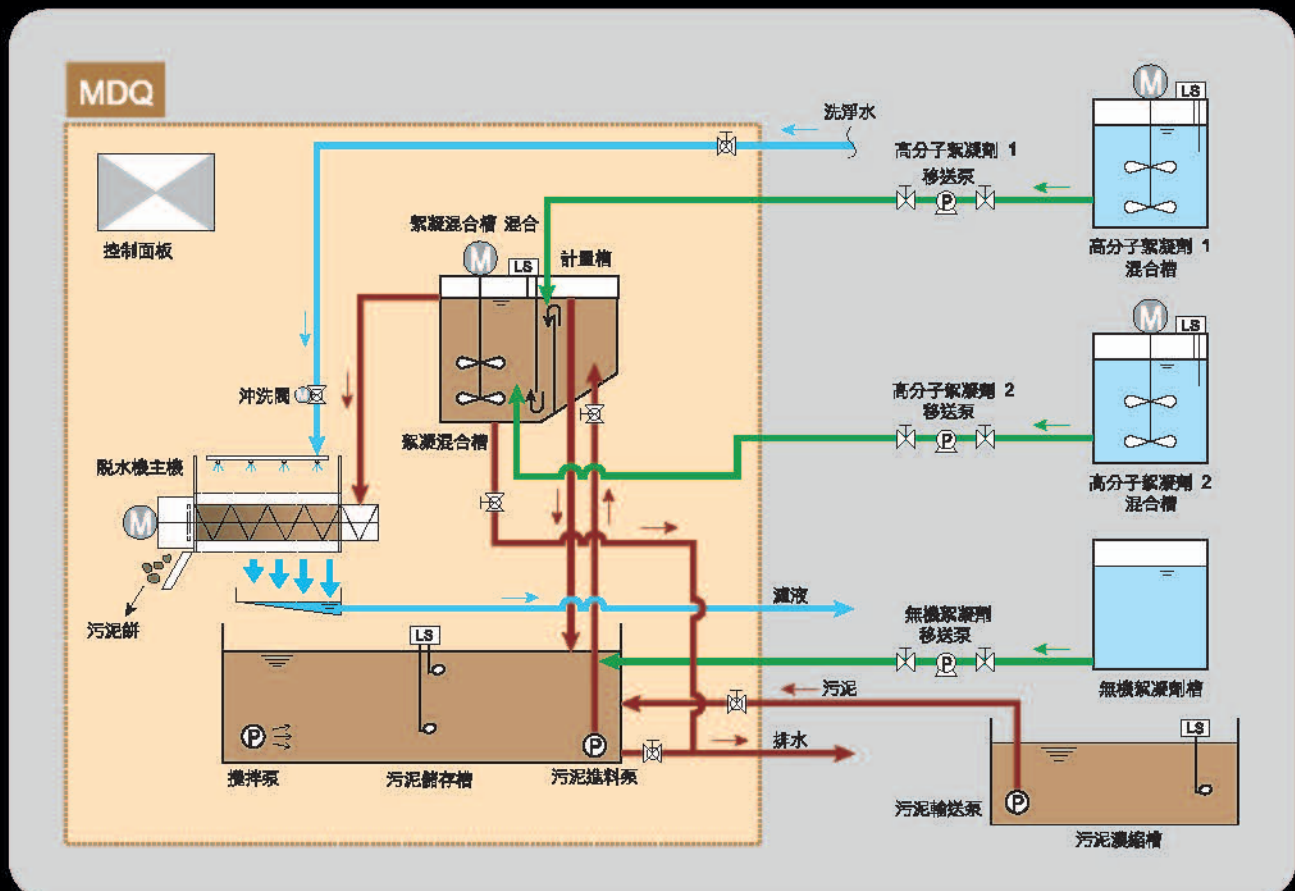 MDQ
控制面板
洗淨水
高分子絮凝劑 1
移送泵
M
LS
高分子絮凝劑 1
混合槽
P
絮凝混合槽 混合
M
LS
計量槽
絮凝混合槽
沖洗閥
M
LS
高分子絮凝劑 2
移送泵
P
高分子絮凝劑 2
混合槽
脫水機主機
M
污泥餅
濾液
無機絮凝劑
移送泵
P
無機絮凝劑槽
LS
P
攪拌泵
污泥儲存槽
P
污泥進料泵
污泥
排水
LS
污泥輸送泵
P
污泥濃縮槽